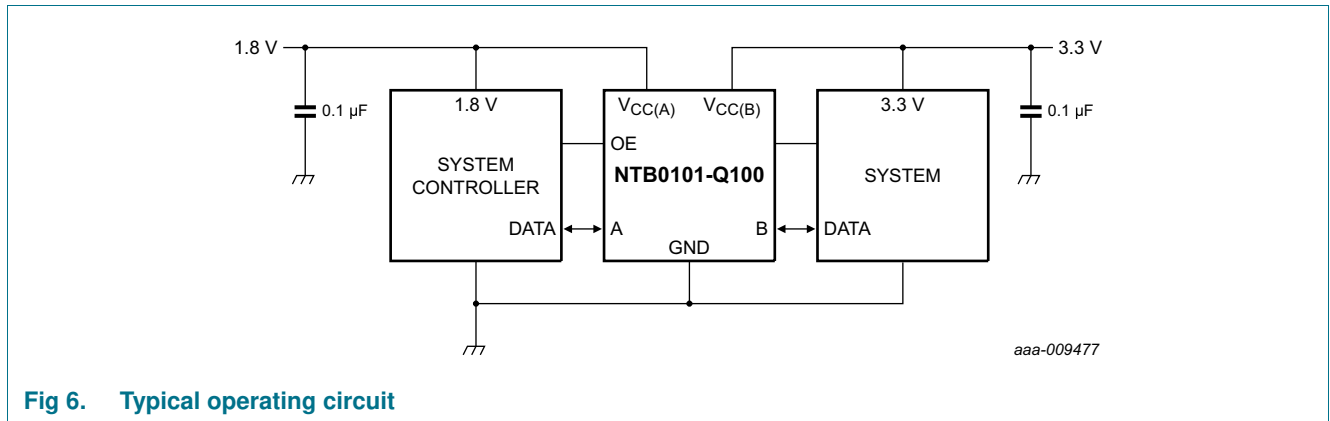 1.8 V
3.3 V
0.1 µF
1.8 V
SYSTEM
CONTROLLER
DATA
VCC(A)
VCC(B)
OE
NTB0101-Q100
A
B
GND
3.3 V
SYSTEM
DATA
0.1 µF
aaa-009477
Fig 6. Typical operating circuit